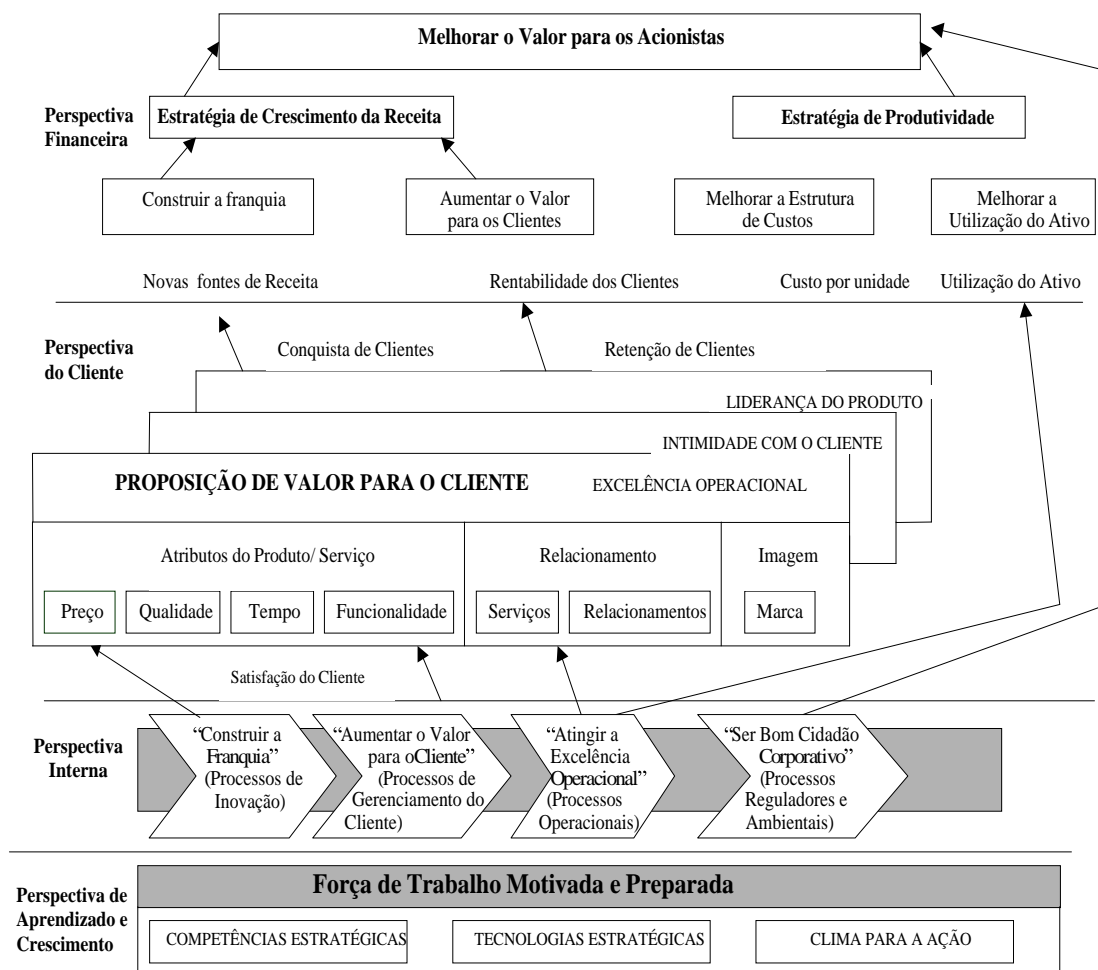 Melhorar o Valor para os Acionistas
Perspectiva
Financeira
Estratégia de Crescimento da Receita
Estratégia de Produtividade
Construir a franquia
Aumentar o Valor
para os Clientes
Melhorar a Estrutura
de Custos
Melhorar a
Utilização do Ativo
Novas fontes de Receita
Rentabilidade dos Clientes
Custo por unidade
Utilização do Ativo
Perspectiva
do Cliente
Conquista de Clientes
Retenção de Clientes
LIDERANÇA DO PRODUTO
INTIMIDADE COM O CLIENTE
PROPOSIÇÃO DE VALOR PARA O CLIENTE
EXCELÊNCIA OPERACIONAL
Atributos do Produto/ Serviço
Relacionamento
Imagem
Preço
Qualidade
Tempo
Funcionalidade
Serviços
Relacionamentos
Marca
Satisfação do Cliente
Perspectiva
Interna
“Construir a
Franquia”
(Processos de
Inovação)
“Aumentar o Valor
para oCliente”
(Processos de
Gerenciamento do
Cliente)
“Atingir a
Excelência
Operacional”
(Processos
Operacionais)
“Ser Bom Cidadão
Corporativo”
(Processos
Reguladores e
Ambientais)
Perspectiva de
Aprendizado e
Crescimento
Força de Trabalho Motivada e Preparada
COMPETÊNCIAS ESTRATÉGICAS
TECNOLOGIAS ESTRATÉGICAS
CLIMA PARA A AÇÃO